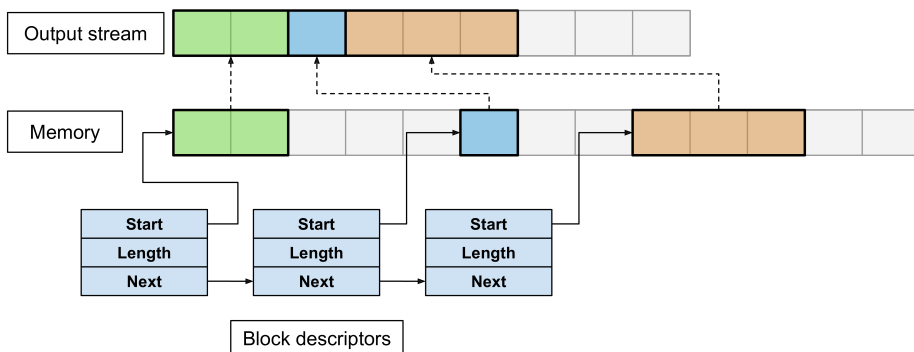 Output stream
Memory
Start
Length
Next
Start
Length
Next
Start
Length
Next
Block descriptors